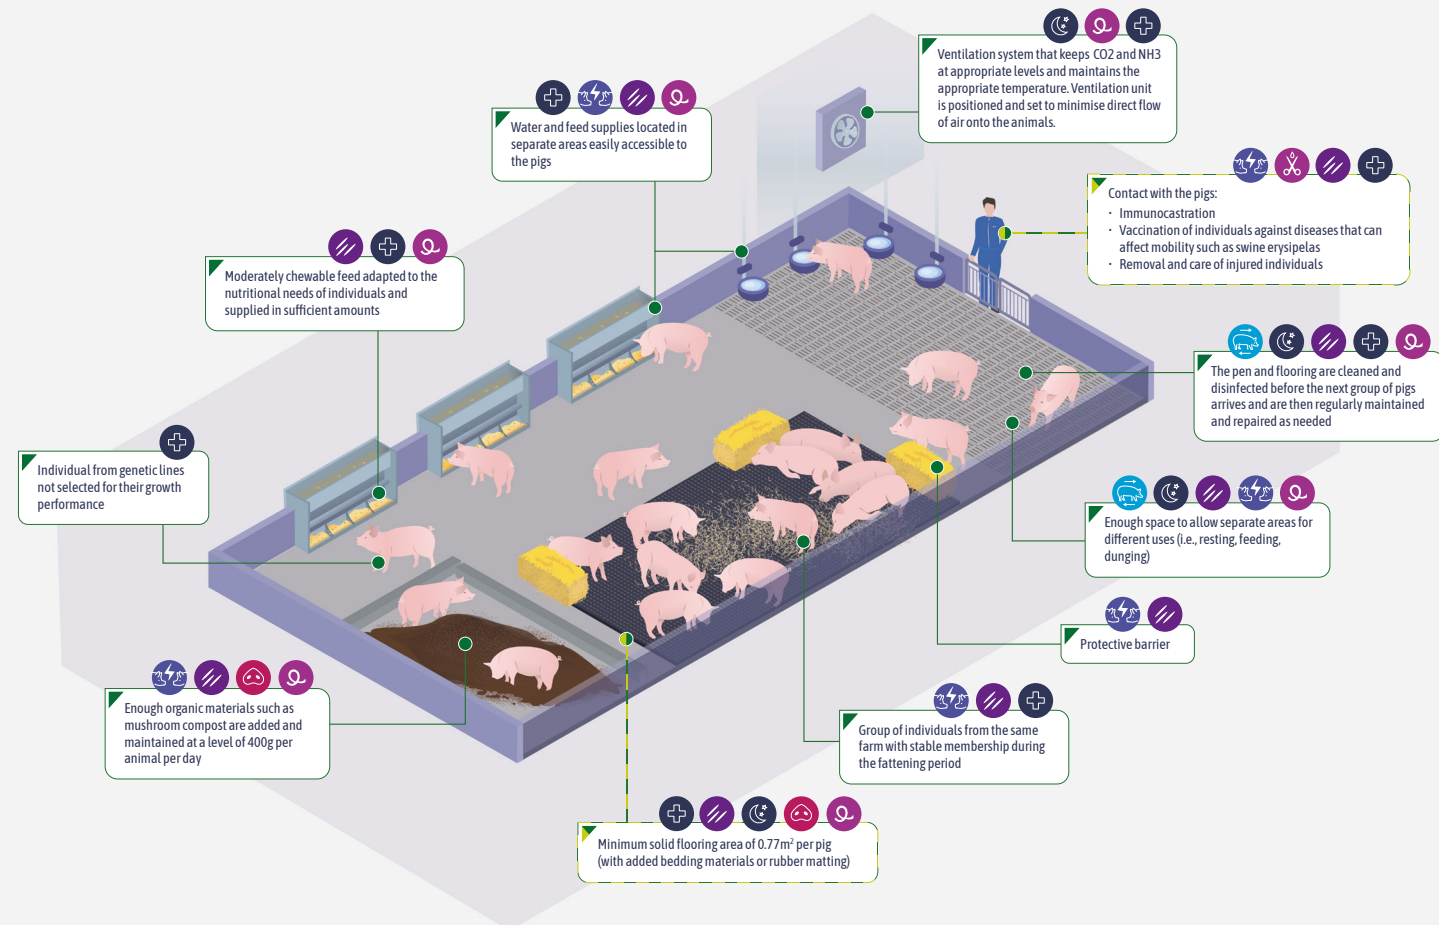 Ventilation system that keeps CO2 and NH3
at appropriate levels and maintains the
appropriate temperature. Ventilation unit
is positioned and set to minimise direct flow
of air onto the animals.
Water and feed supplies located in
separate areas easily accessible to
the pigs
Contact with the pigs:
· Immunocastration
· Vaccination of individuals against diseases that can
affect mobility such as swine erysipelas
· Removal and care of injured individuals
Moderately chewable feed adapted to the
nutritional needs of individuals and
supplied in sufficient amounts
The pen and flooring are cleaned and
disinfected before the next group of pigs
arrives and are then regularly maintained
and repaired as needed
Individual from genetic lines
not selected for their growth
performance
Enough space to allow separate areas for
different uses (i.e., resting, feeding,
dunging)
Protective barrier
Enough organic materials such as
mushroom compost are added and
maintained at a level of 400g per
animal per day
Group of individuals from the same
farm with stable membership during
the fattening period
Minimum solid flooring area of 0.77m² per pig
(with added bedding materials or rubber matting)